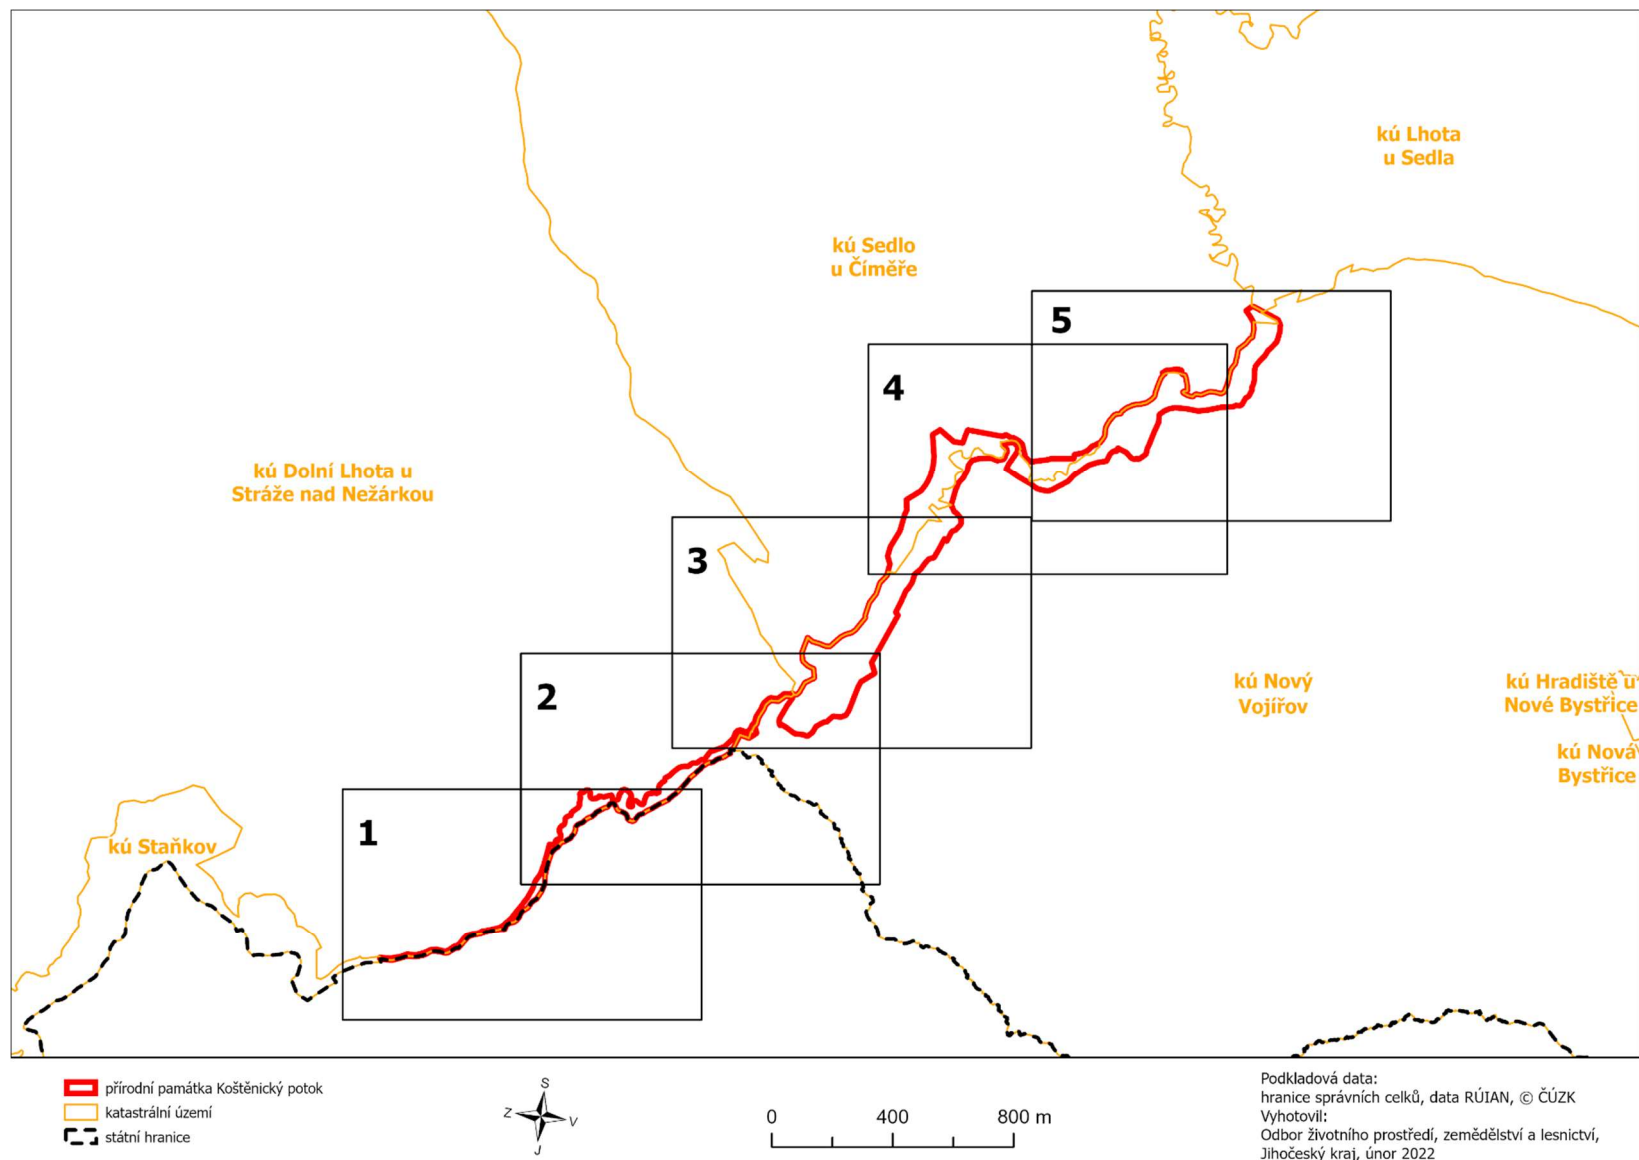 kú Lhota
u Sedla
kú Sedlo
u Číměře
5
4
kú Dolní Lhota u
Stráže nad Nežárkou
3
kú Nový
Vojířov
kú Hradiště u
Nové Bystřice
2
kú Nová
Bystřice
1
kú Staňkov
přírodní památka Koštěnický potok
katastrální území
státní hranice
S
Z
V
J
0 400 800 m
Podkladová data:
hranice správních celků, data RÚIAN, © ČÚZK
Vyhotovil:
Odbor životního prostředí, zemědělství a lesnictví,
Jihočeský kraj, únor 2022